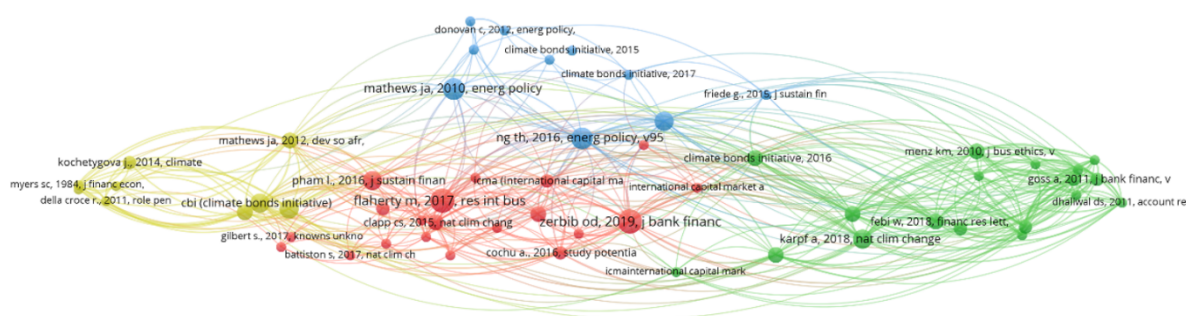 donovan c, 2012, energ policy,
climate bonds initiative, 2015
climate bonds initiative, 2017
mathews ja, 2010, energ policy
friede g., 2015, j sustain fin
ng th, 2016, energ policy, v95
mathews ja, 2012, dev so afr,
menz km, 2010, j bus ethics, v
kochetygova j., 2014, climate
climate bonds initiative, 2016
myers sc, 1984, j financ econ,
pham l., 2016, j sustain finan
icma (international capital ma
international capital market a
goss a, 2011, j bank financ, v
della croce r., 2011, role pen
cbi (climate bonds initiative)
flaherty m, 2017, res int bus
dhaliwal ds, 2011, account re
clapp cs, 2015, nat clim chang
zerbib od, 2019, j bank financ
febi w, 2018, financ res lett,
gilbert s., 2017, knowns unkno
karpf a, 2018, nat clim change
battiston s, 2017, nat clim ch
cochu a., 2016, study potentia
icmainternational capital mark